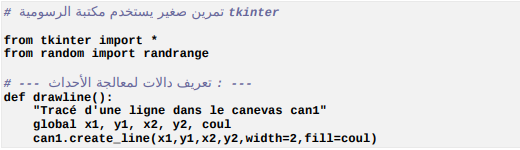 # تمرين صغير يستخدم مكتبة الرسومية tkinter
from tkinter import *
from random import randrange
# --- تعريف دالات لمعالجة الأحداث : ---
def drawline():
"Tracé d'une ligne dans le canevas can1"
global x1, y1, x2, y2, coul
can1.create_line(x1,y1,x2,y2,width=2,fill=coul)